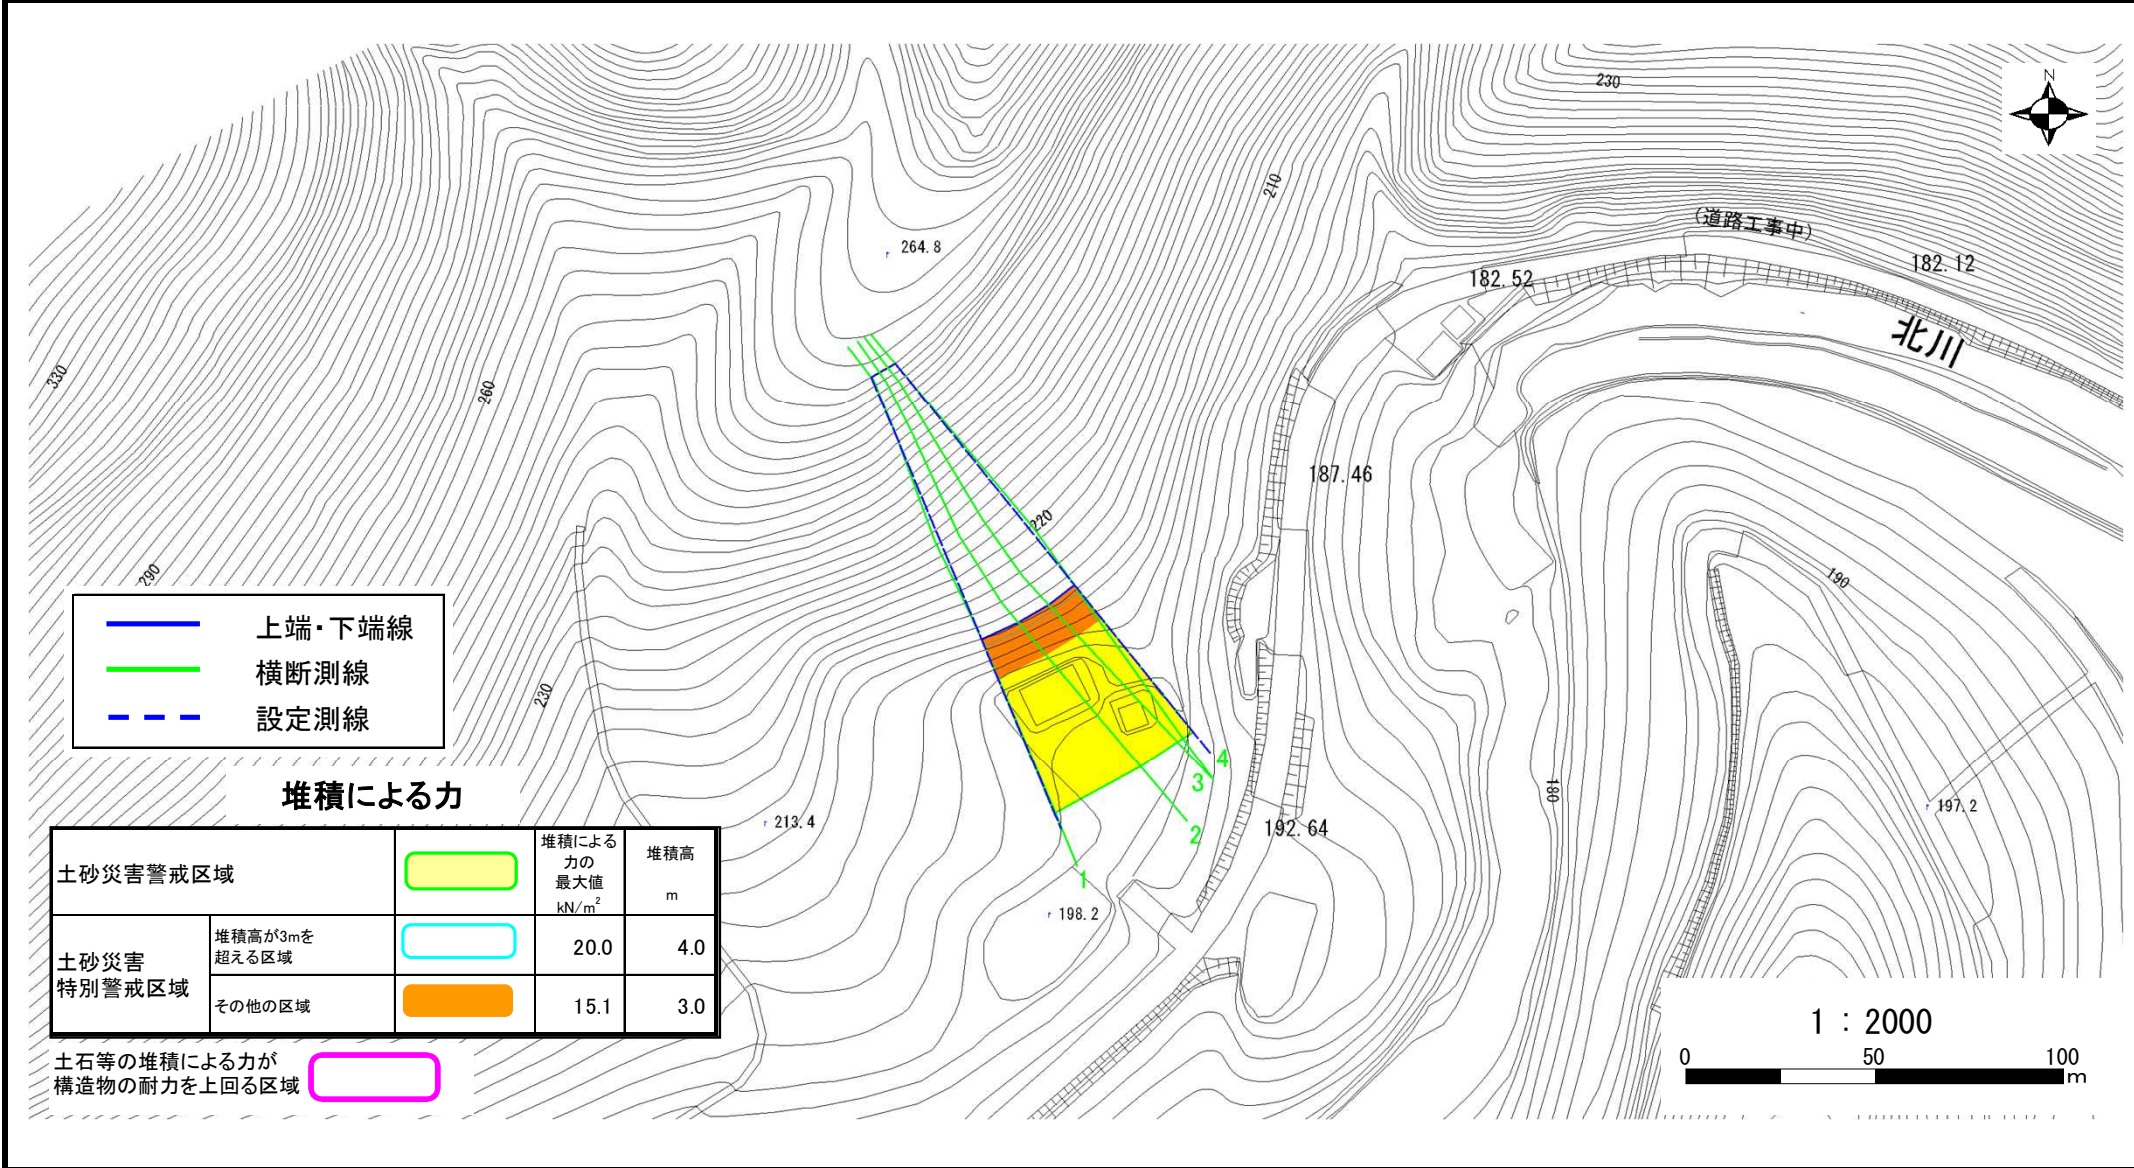 N
230
210
(道路工事中)
182.12
182.52
264.8
北川
330
260
187.46
220
290
190
上端・下端線
横断測線
設定測線
230
堆積による力
土砂災害警戒区域
堆積による
力の
最大値
kN/m²
堆積高
m
土砂災害
特別警戒区域
堆積高が3mを
超える区域
20.0
4.0
その他の区域
15.1
3.0
土石等の堆積による力が
構造物の耐力を上回る区域
213.4
4
3
2
1
192.64
180
197.2
198.2
1 : 2000
0 50 100
m